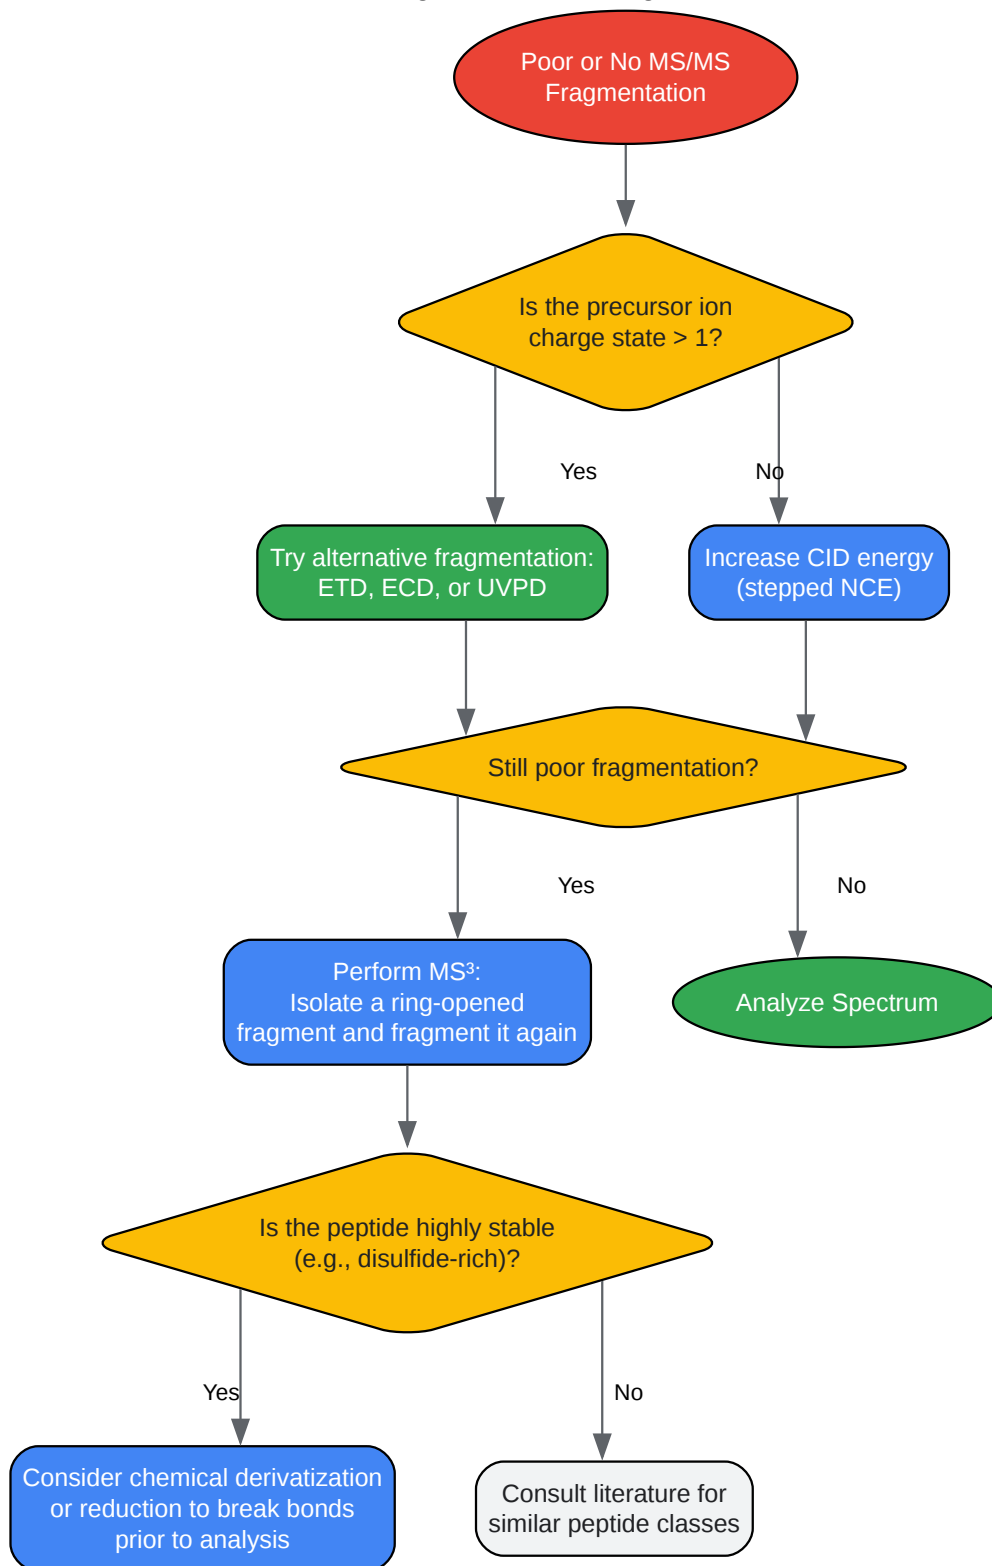 Poor or No MS/MS
Fragmentation
Is the precursor ion
charge state > 1?
Yes
No
Try alternative fragmentation:
ETD, ECD, or UVPD
Increase CID energy
(stepped NCE)
Still poor fragmentation?
Yes
No
Perform MS³:
Isolate a ring-opened
fragment and fragment it again
Analyze Spectrum
Is the peptide highly stable
(e.g., disulfide-rich)?
Yes
No
Consider chemical derivatization
or reduction to break bonds
prior to analysis
Consult literature for
similar peptide classes